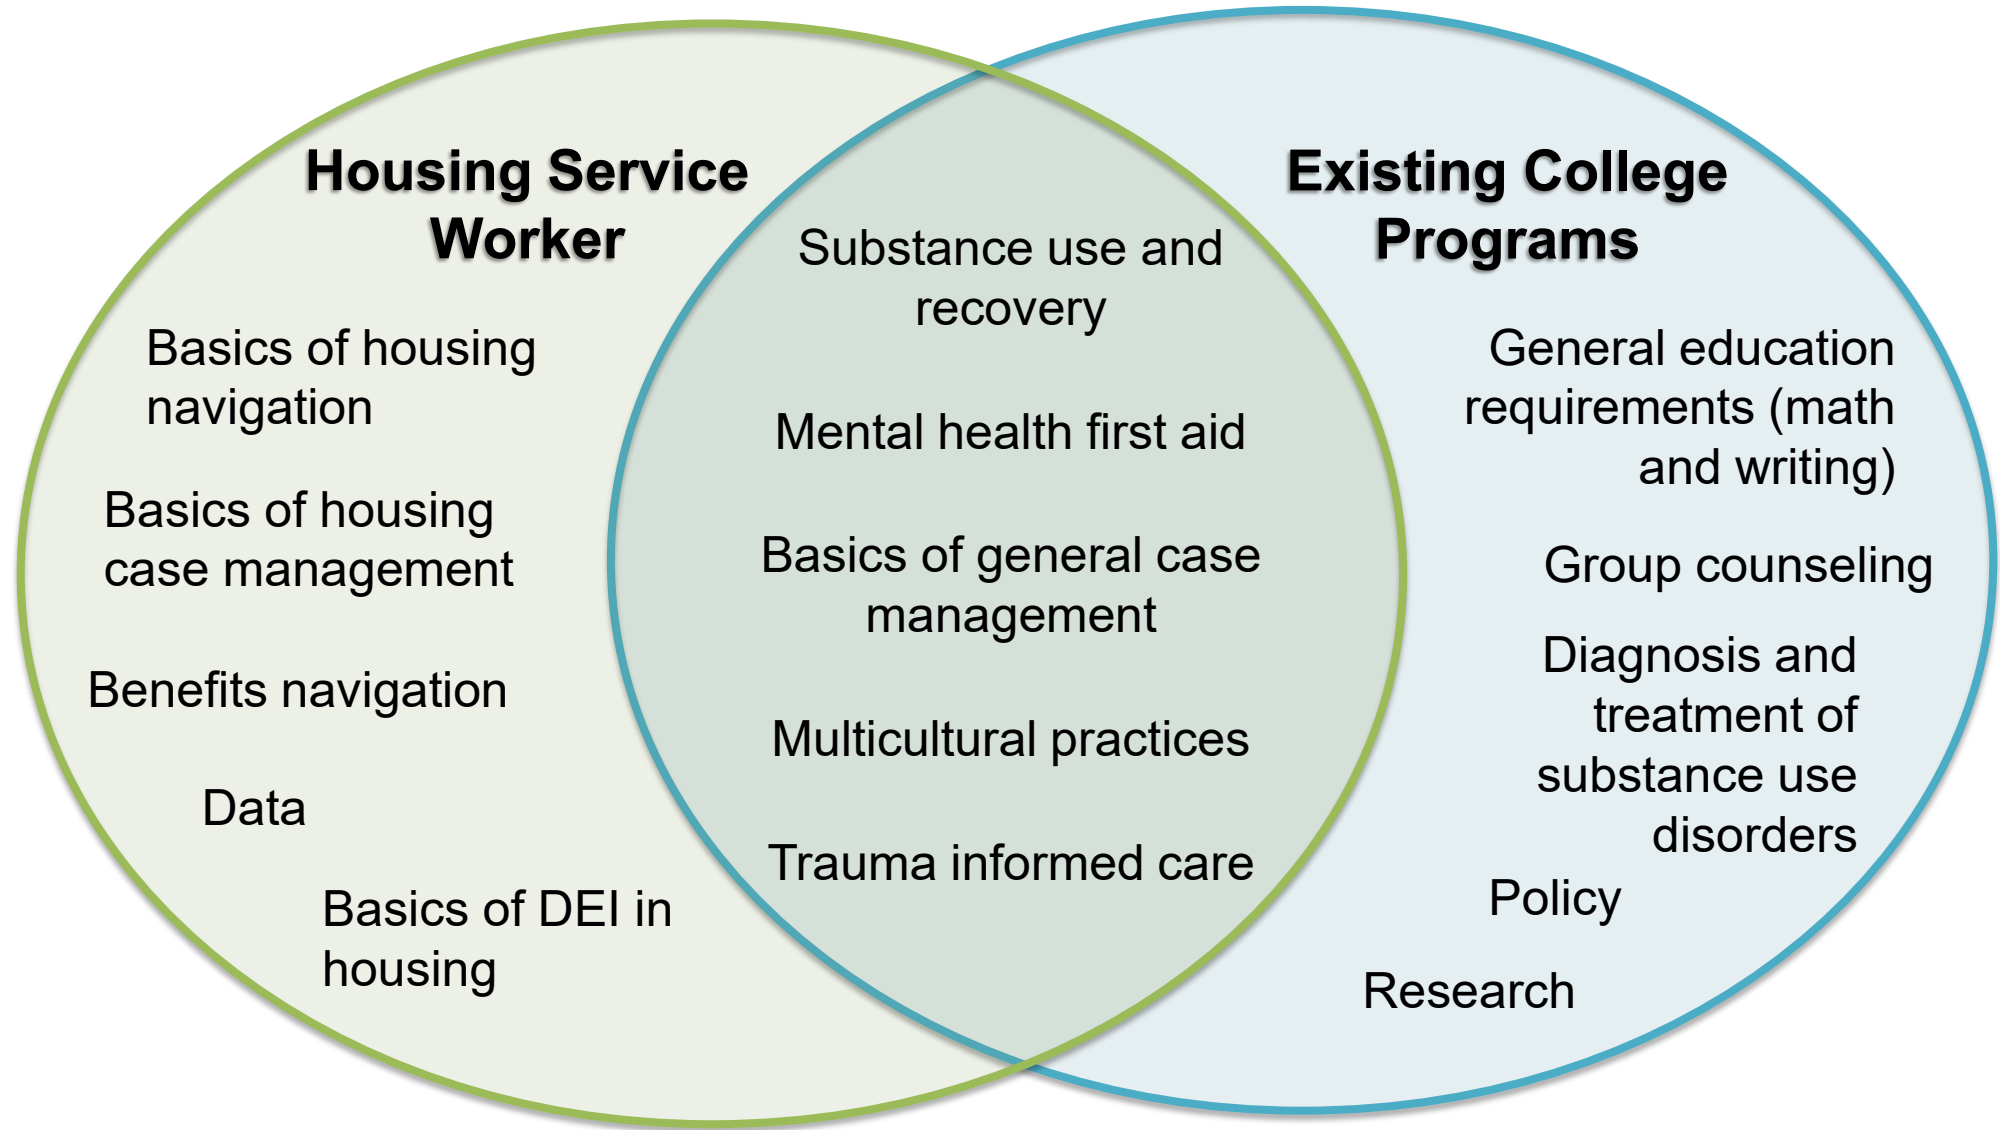 Housing Service
Worker
Basics of housing
navigation
Basics of housing
case management
Benefits navigation
Data
Basics of DEI in
housing
Substance use and
recovery
Mental health first aid
Basics of general case
management
Multicultural practices
Trauma informed care
Existing College
Programs
General education
requirements (math
and writing)
Group counseling
Diagnosis and
treatment of
substance use
disorders
Policy
Research